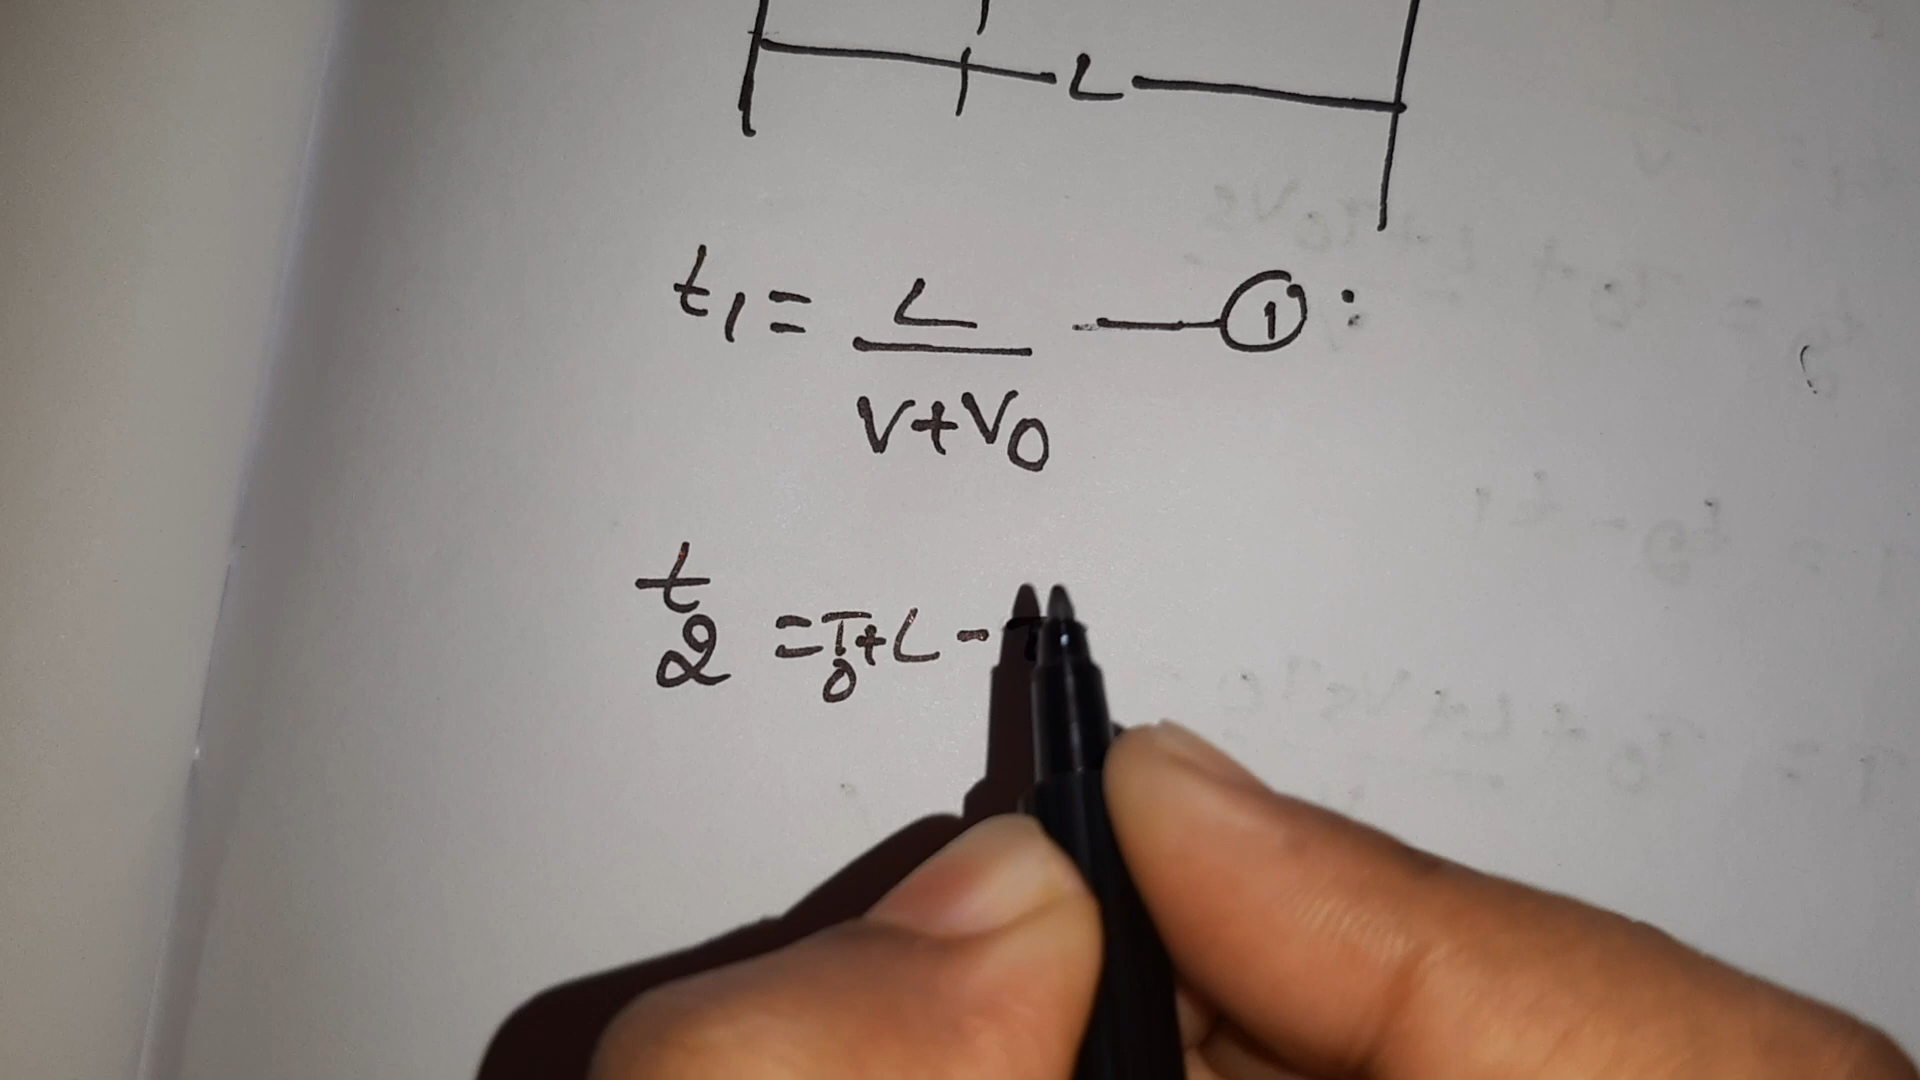 L
t₁ = L / V+V₀ —①:
t₂ = T₀+L -